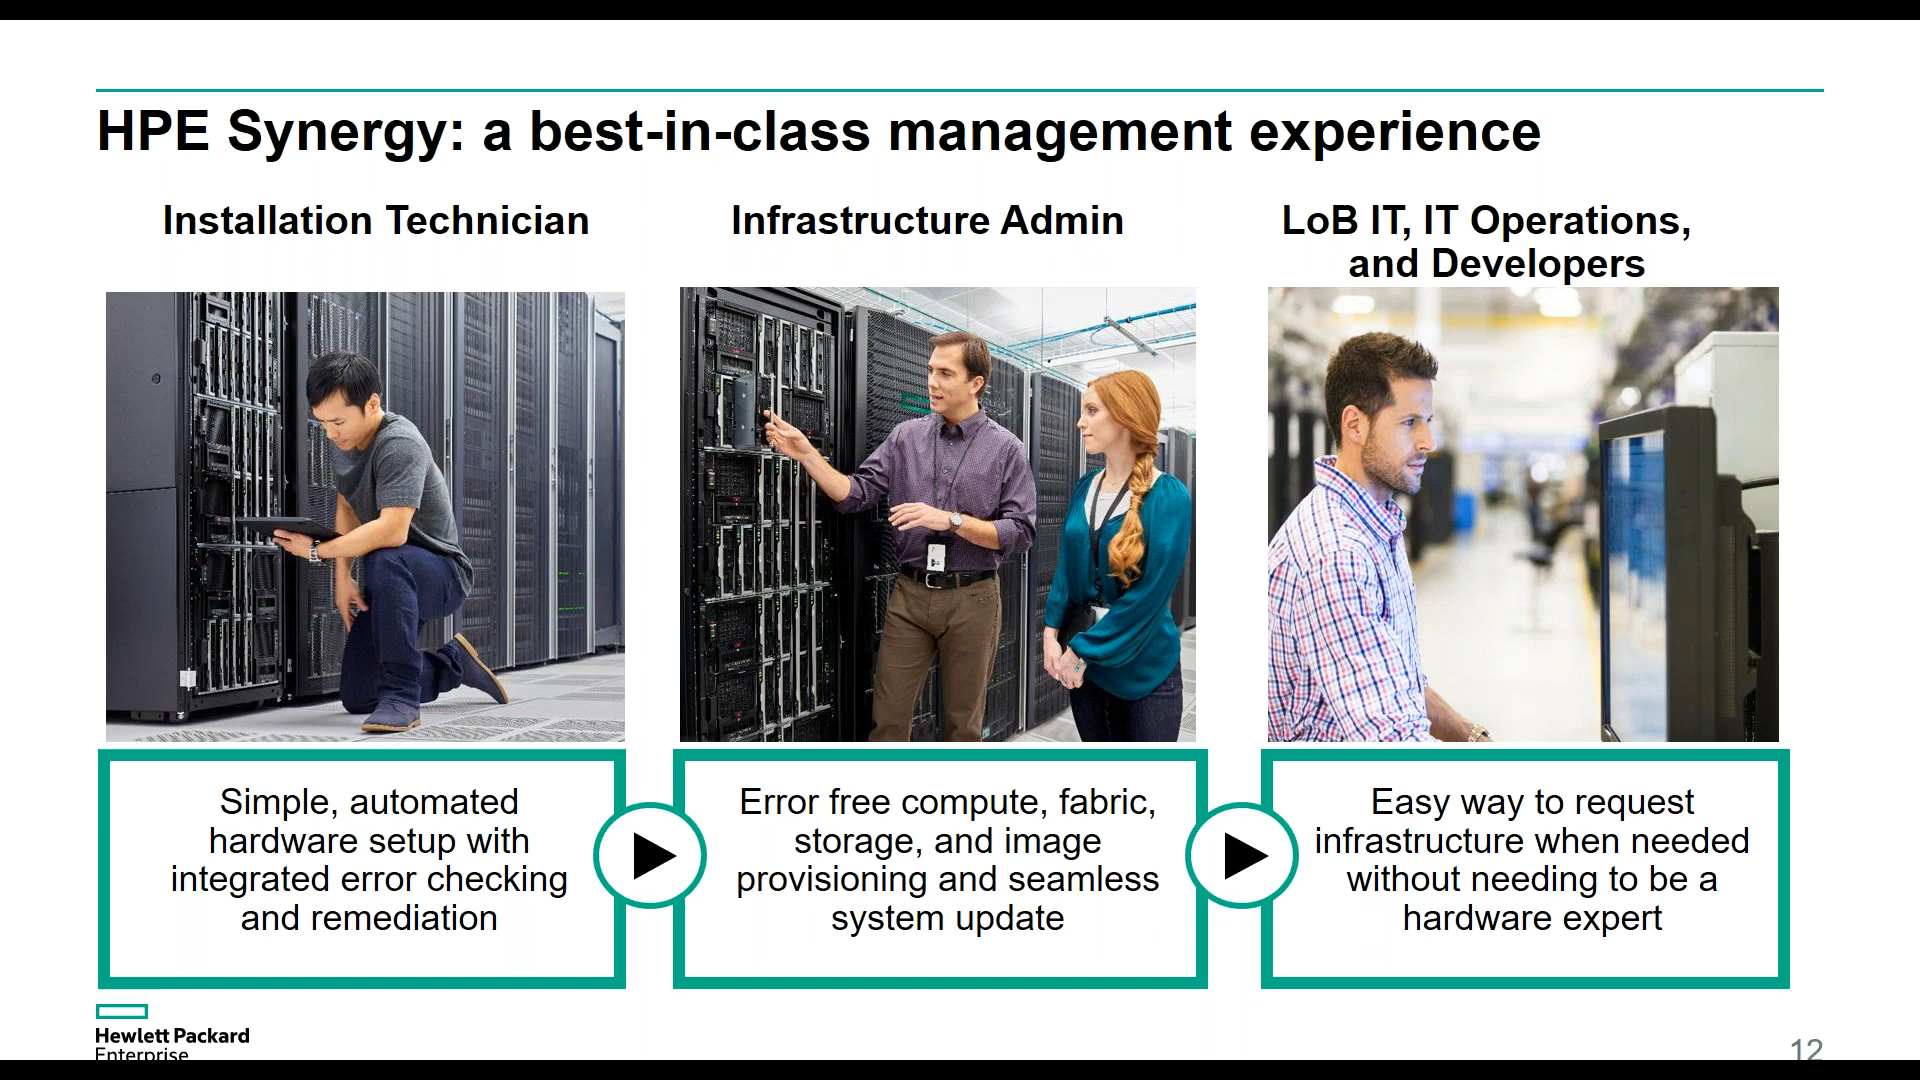 HPE Synergy: a best-in-class management experience
Installation Technician
Simple, automated
hardware setup with
integrated error checking
and remediation
Infrastructure Admin
Error free compute, fabric,
storage, and image
provisioning and seamless
system update
LoB IT, IT Operations,
and Developers
Easy way to request
infrastructure when needed
without needing to be a
hardware expert
Hewlett Packard
Enterprise
12